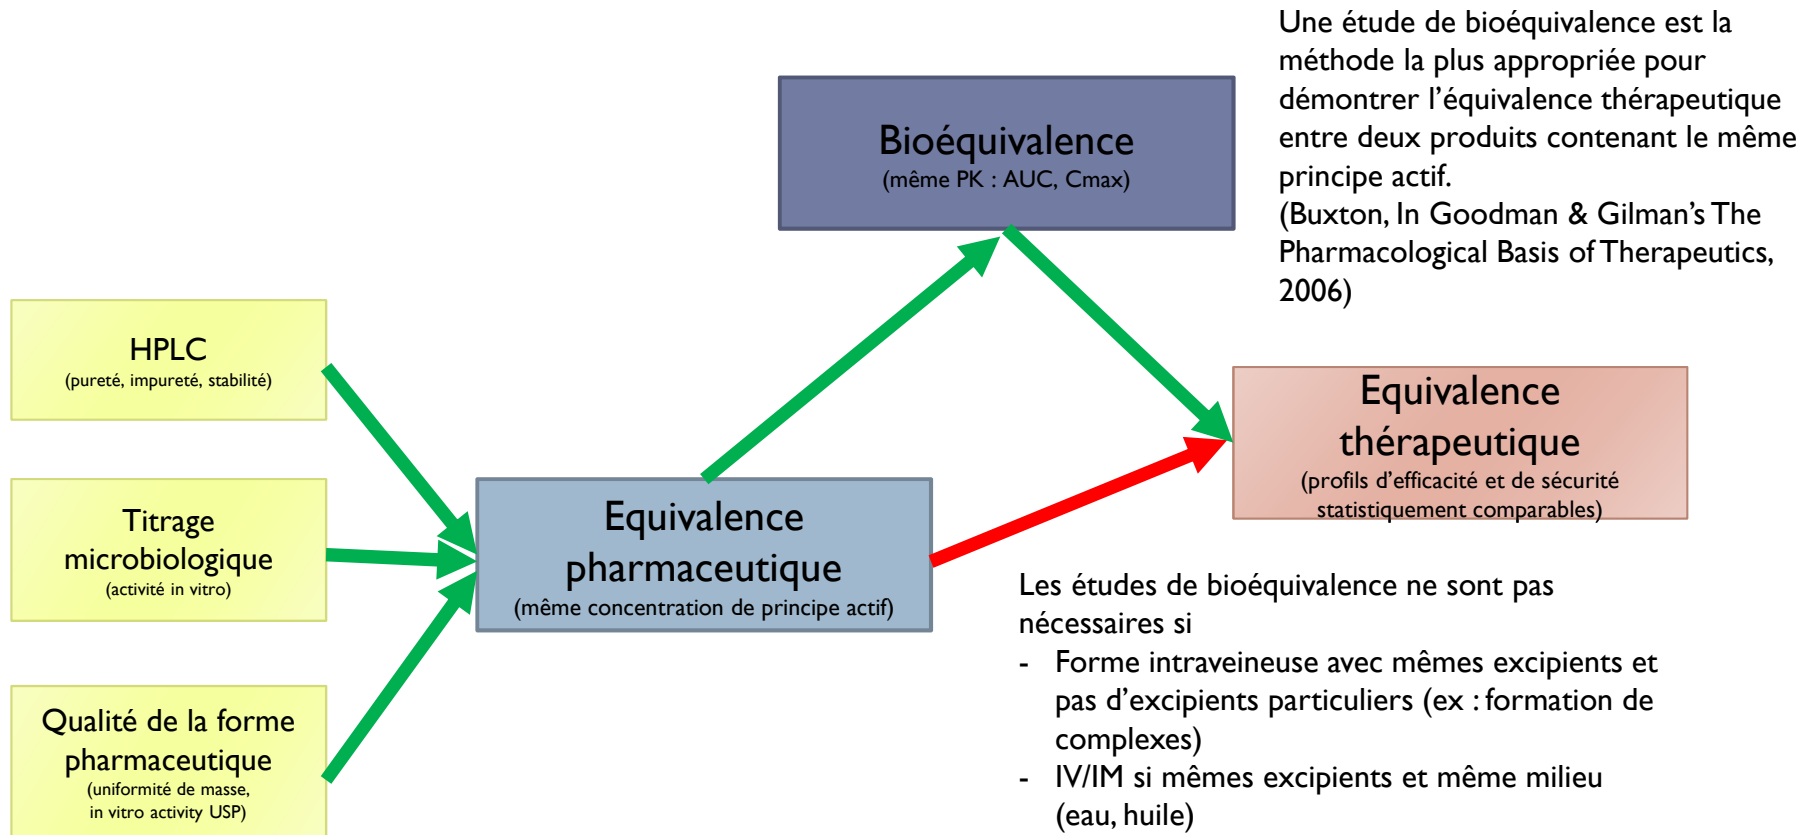 Une étude de bioéquivalence est la
méthode la plus appropriée pour
démontrer l’équivalence thérapeutique
entre deux produits contenant le même
principe actif.
(Buxton, In Goodman & Gilman’s The
Pharmacological Basis of Therapeutics,
2006)
Bioéquivalence
(même PK : AUC, Cmax)
HPLC
(pureté, impureté, stabilité)
Titrage
microbiologique
(activité in vitro)
Qualité de la forme
pharmaceutique
(uniformité de masse,
in vitro activity USP)
Equivalence
pharmaceutique
(même concentration de principe actif)
Equivalence
thérapeutique
(profils d’efficacité et de sécurité
statistiquement comparables)
Les études de bioéquivalence ne sont pas
nécessaires si
- Forme intraveineuse avec mêmes excipients et
pas d’excipients particuliers (ex : formation de
complexes)
- IV/IM si mêmes excipients et même milieu
(eau, huile)